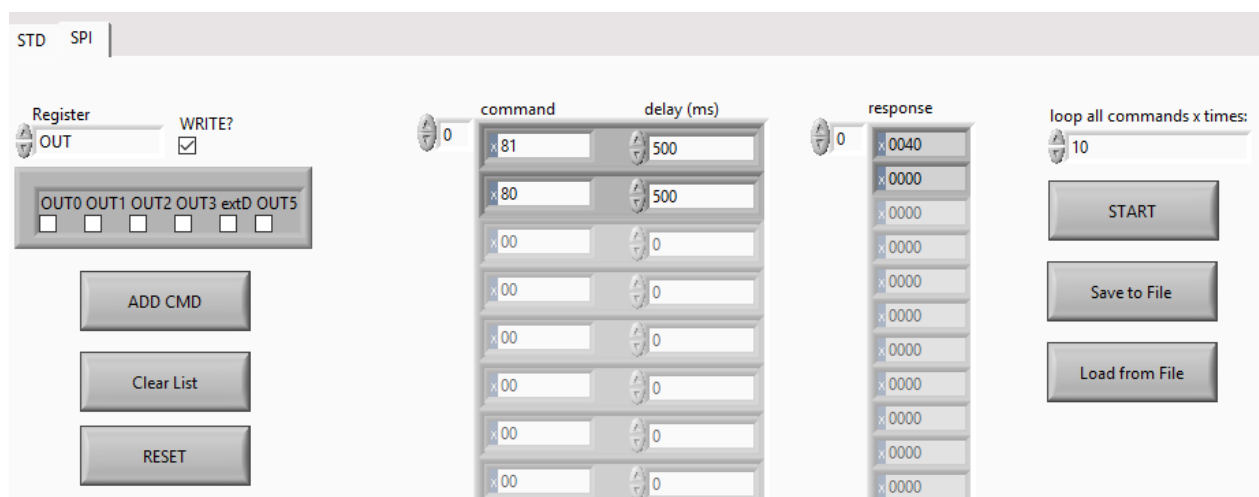 STD SPI
Register
WRITE?
OUT
OUT0 OUT1 OUT2 OUT3 extD OUT5
ADD CMD
Clear List
RESET
command delay (ms)
0
x 81 500
x 80 500
x 00 0
x 00 0
x 00 0
x 00 0
x 00 0
x 00 0
response
0
x 0040
x 0000
x 0000
x 0000
x 0000
x 0000
x 0000
x 0000
x 0000
x 0000
x 0000
loop all commands x times:
10
START
Save to File
Load from File